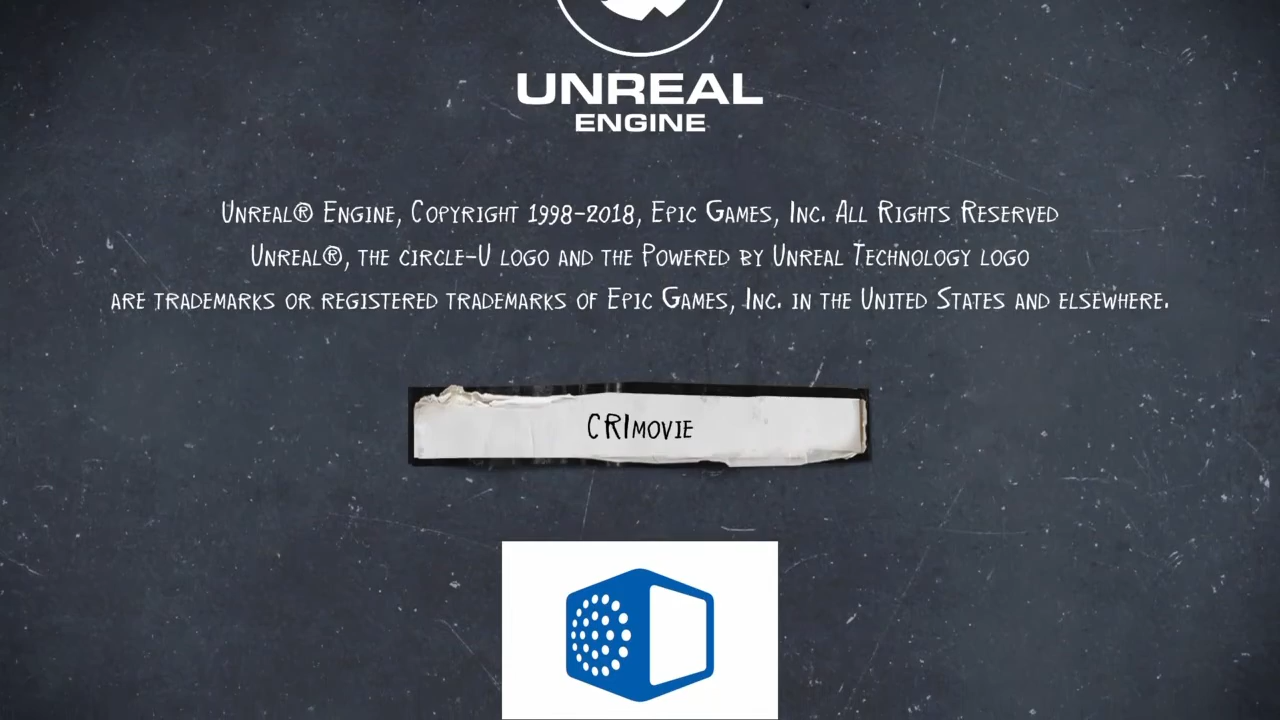 UNREAL
ENGINE
Unreal® Engine, Copyright 1998-2018, Epic Games, Inc. All Rights Reserved
Unreal®, the circle-U logo and the Powered by Unreal Technology logo
are trademarks or registered trademarks of Epic Games, Inc. in the United States and elsewhere.
CRImovie